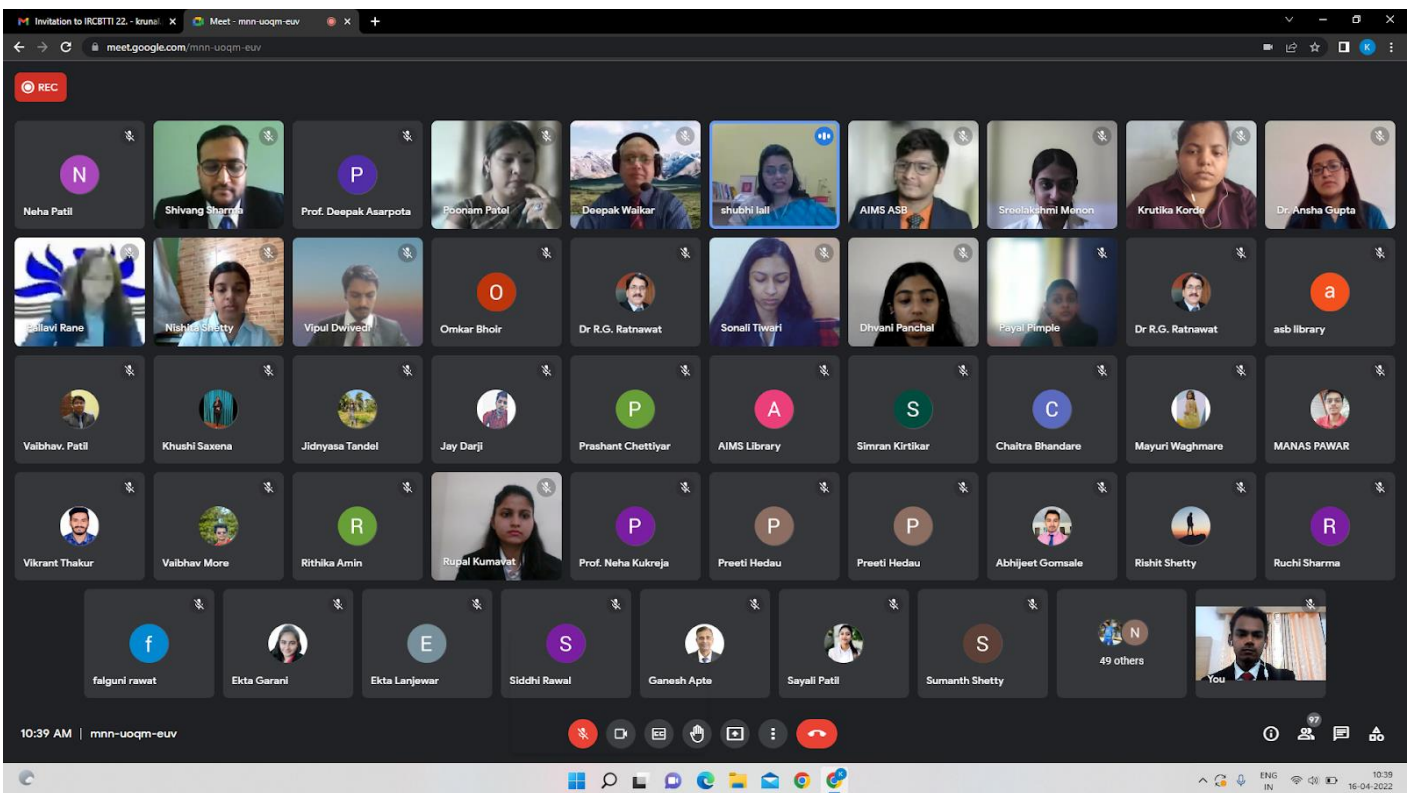 Invitation to IRCBTTI 22. - krunal.
Meet - mnn-uoqm-euv
meet.google.com/mnn-uoqm-euv
K
REC
N
P
Neha Patil
Shivang Sharma
Prof. Deepak Asarpota
Poonam Patel
Deepak Waikar
shubhi lall
AIMS ASB
Sreelakshmi Menon
Krutika Korde
Dr. Ansha Gupta
O
a
Pallavi Rane
Nishita Shetty
Vipul Dwivedi
Omkar Bhoir
Dr R.G. Ratnawat
Sonali Tiwari
Dhvani Panchal
Payal Pimple
Dr R.G. Ratnawat
asb library
P
A
S
C
Vaibhav. Patil
Khushi Saxena
Jidnyasa Tandel
Jay Darji
Prashant Chettiyar
AIMS Library
Simran Kirtikar
Chaitra Bhandare
Mayuri Waghmare
MANAS PAWAR
R
P
P
P
R
Vikrant Thakur
Vaibhav More
Rithika Amin
Rupal Kumavat
Prof. Neha Kukreja
Preeti Hedau
Preeti Hedau
Abhijeet Gomsale
Rishit Shetty
Ruchi Sharma
f
E
S
S
N
falguni rawat
Ekta Garani
Ekta Lanjewar
Siddhi Rawal
Ganesh Apte
Sayali Patil
Sumanth Shetty
49 others
You
10:39 AM | mnn-uoqm-euv
97
ENG
IN
10:39
16-04-2022